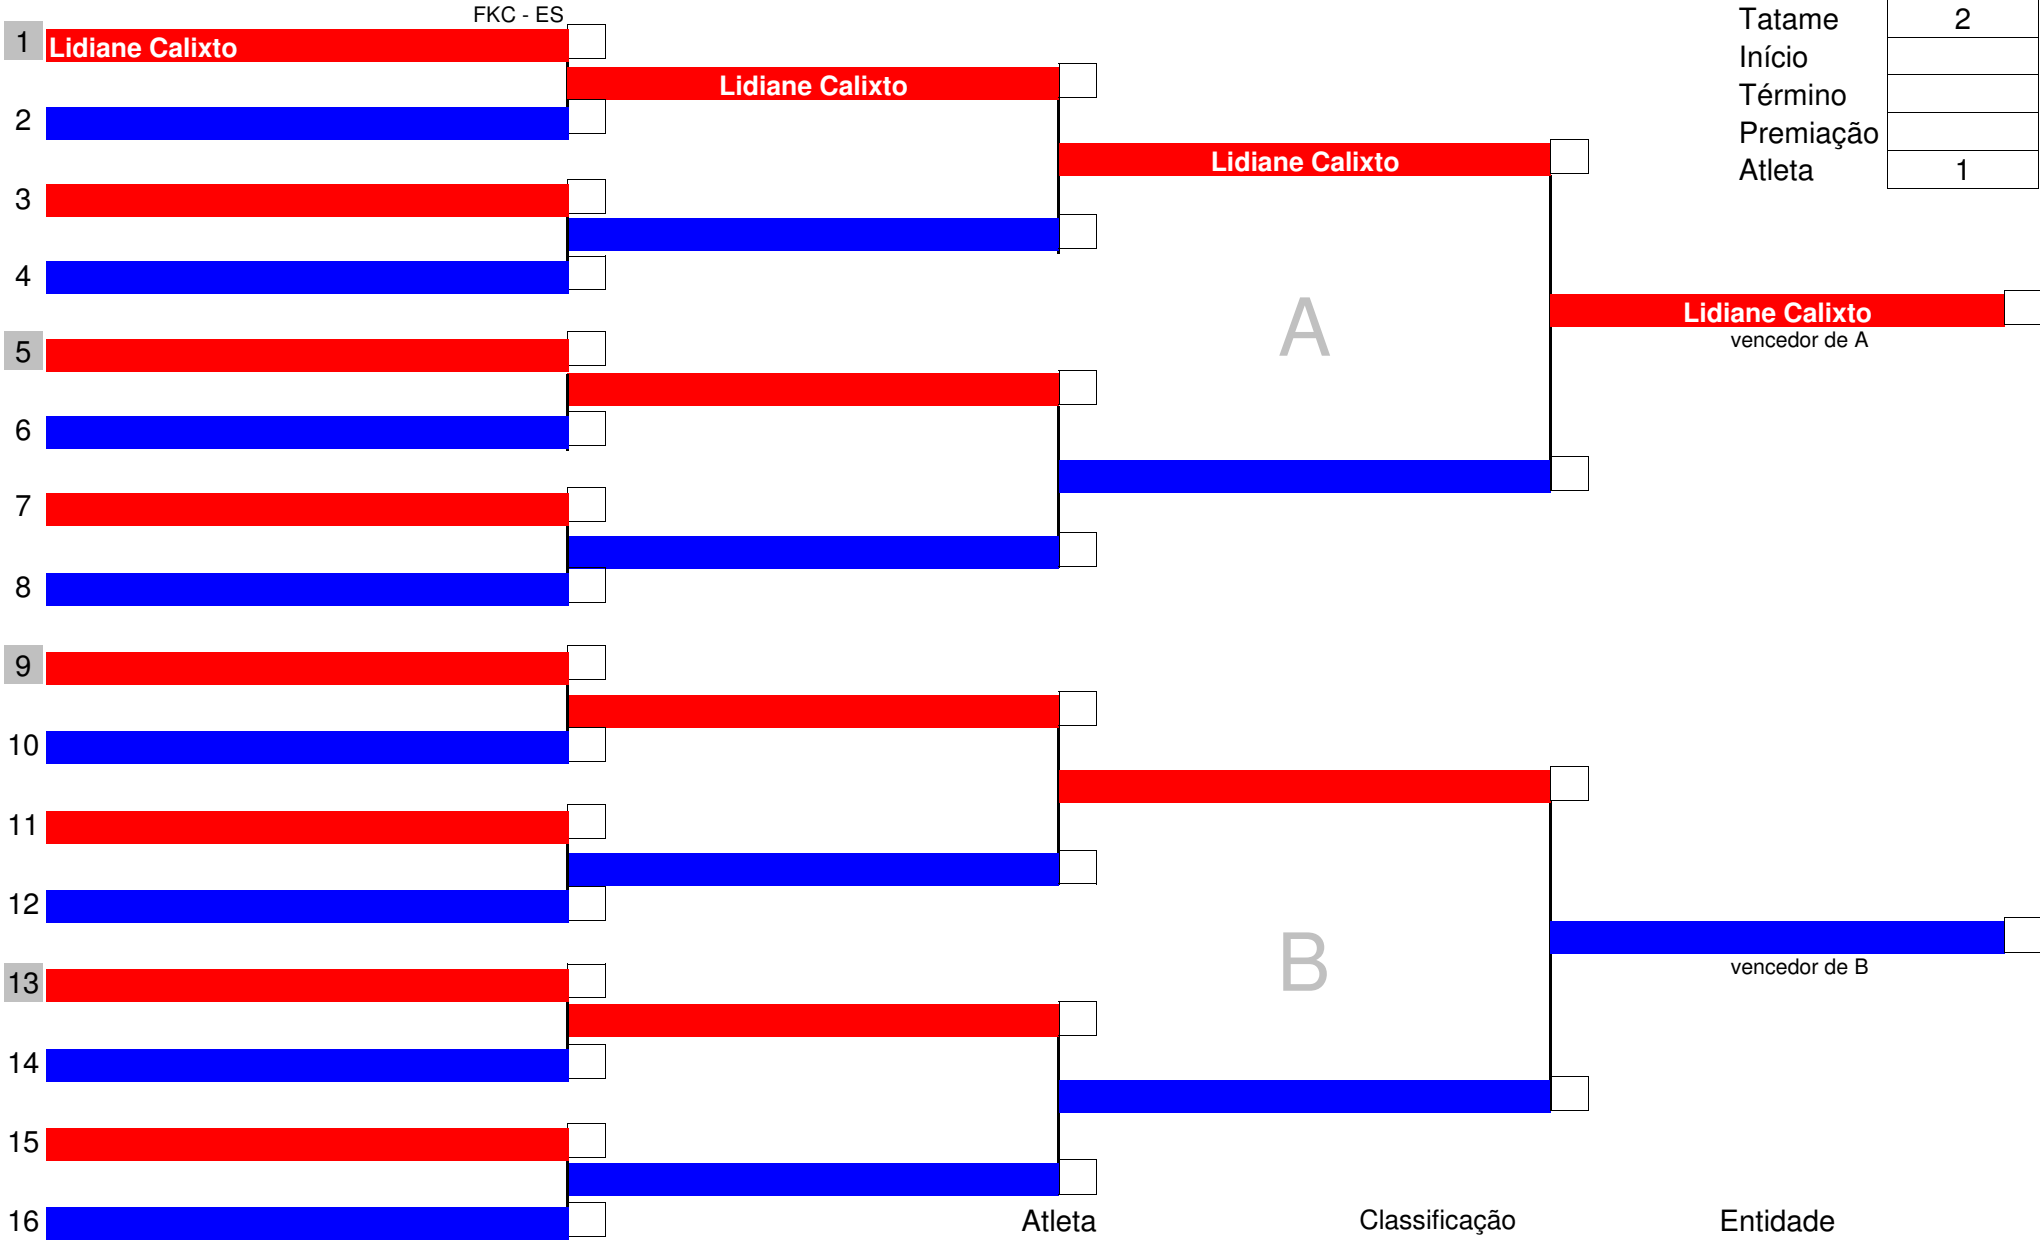 FKC - ES
Tatame 2
1 Lidiane Calixto
Início
Lidiane Calixto
Término
2
Premiação
Lidiane Calixto
Atleta 1
3
4
A
Lidiane Calixto
vencedor de A
5
6
7
8
9
10
11
12
B
vencedor de B
13
14
15
16
Atleta Classificação Entidade